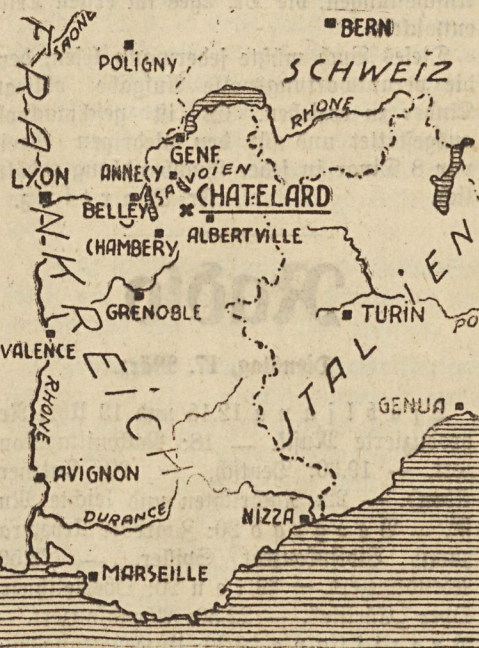 SAÔNE
BERN
POLIGNY
SCHWEIZ
RHONE
GENF
ANNECY
SAVOIEN
LYON
CHATELARD
BELLEY
ALBERTVILLE
CHAMBERY
FRANKREICH
ITALIEN
GRENOBLE
TURIN
PO
VALENCE
RHONE
GENUA
AVIGNON
DURANCE
NIZZA
MARSEILLE